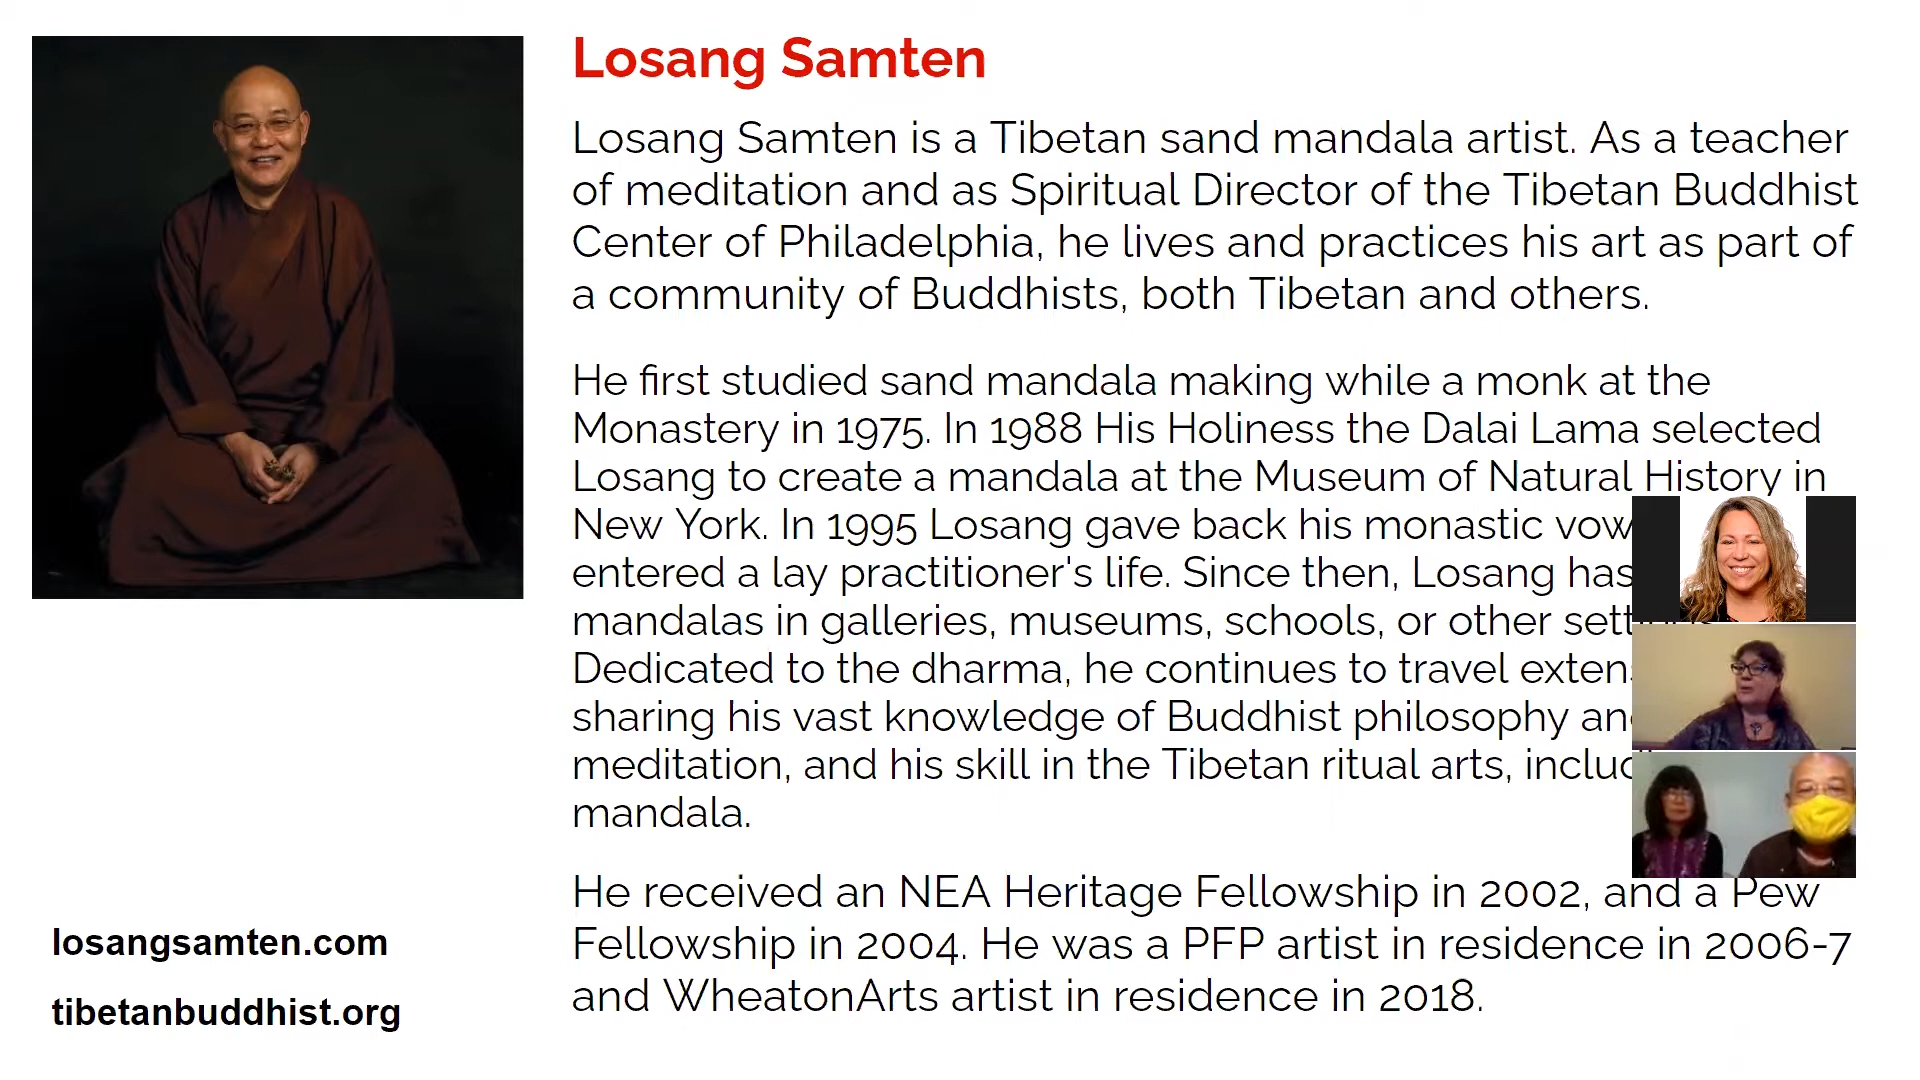 Losang Samten
Losang Samten is a Tibetan sand mandala artist. As a teacher
of meditation and as Spiritual Director of the Tibetan Buddhist
Center of Philadelphia, he lives and practices his art as part of
a community of Buddhists, both Tibetan and others.
He first studied sand mandala making while a monk at the
Monastery in 1975. In 1988 His Holiness the Dalai Lama selected
Losang to create a mandala at the Museum of Natural History in
New York. In 1995 Losang gave back his monastic
entered a lay practitioner's life. Since then, Losang has
mandalas in galleries, museums, schools, or other
Dedicated to the dharma, he continues to travel
sharing his vast knowledge of Buddhist philosophy
meditation, and his skill in the Tibetan ritual arts,
mandala.
He received an NEA Heritage Fellowship in 2002, and a Pew
Fellowship in 2004. He was a PFP artist in residence in 2006-7
and WheatonArts artist in residence in 2018.
losangsamten.com
tibetanbuddhist.org